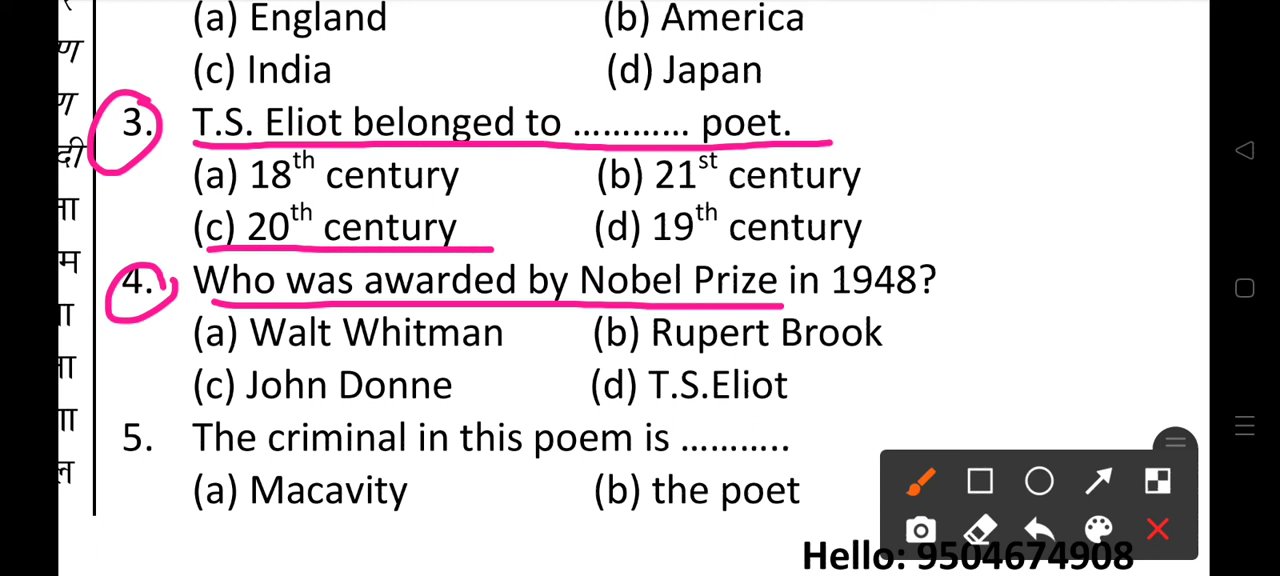 (a) England (b) America
(c) India (d) Japan
3. T.S. Eliot belonged to ………… poet.
(a) 18th century (b) 21st century
(c) 20th century (d) 19th century
4. Who was awarded by Nobel Prize in 1948?
(a) Walt Whitman (b) Rupert Brook
(c) John Donne (d) T.S.Eliot
5. The criminal in this poem is ………..
(a) Macavity (b) the poet
Hello: 9504674908